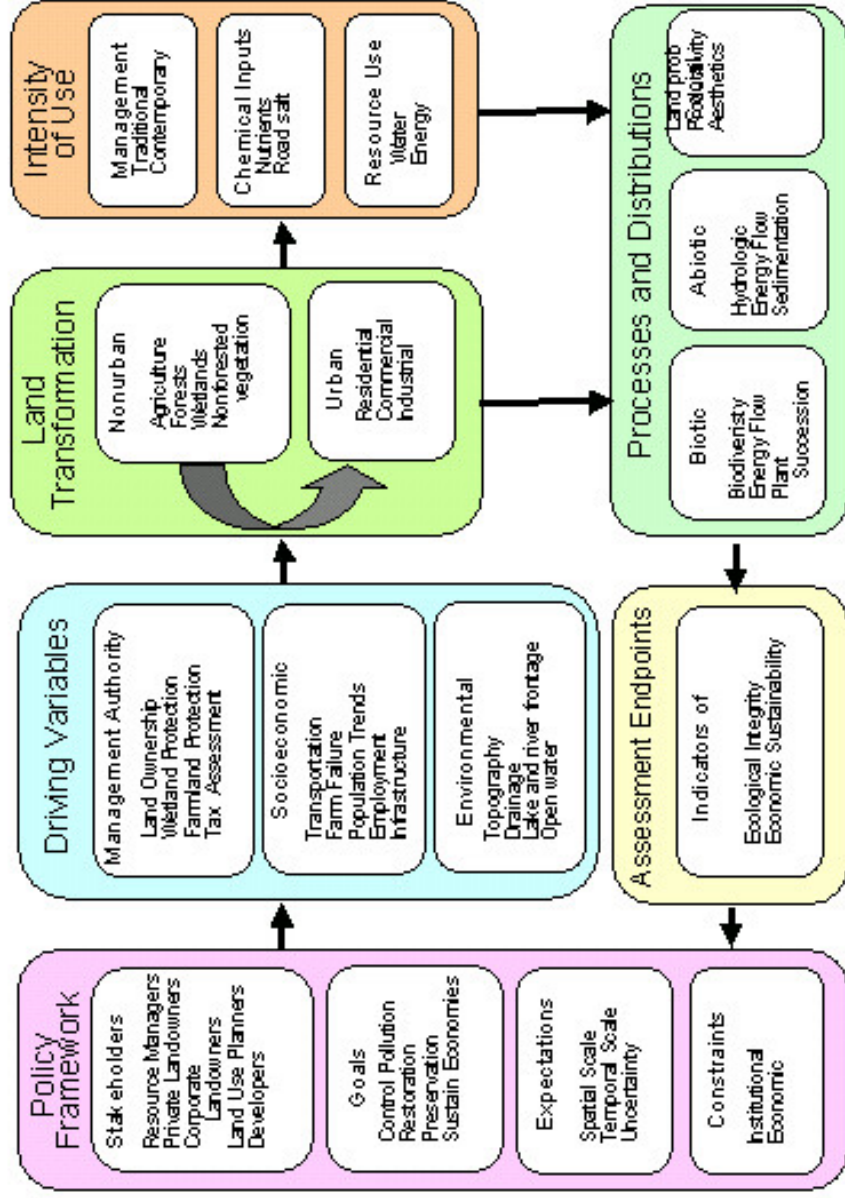 Policy
Framework
Stakeholders
Resource Managers
Private Landowners
Corporate
Landowners
Land Use Planners
Developers
Goals
Control Pollution
Restoration
Preservation
Sustain Economies
Expectations
Spatial Scale
Temporal Scale
Uncertainty
Constraints
Institutional
Economic
Driving Variables
Management Authority
Land Ownership
Wetland Protection
Farmland Protection
Tax Assessment
Socioeconomic
Transportation
Farm Failure
Population Trends
Employment
Infrastructure
Environmental
Topography
Drainage
Lake and river frontage
Open water
Land
Transformation
Nonurban
Agriculture
Forests
Wetlands
Nonforested
vegetation
Urban
Residential
Commercial
Industrial
Intensity
of Use
Management
Traditional
Contemporary
Chemical Inputs
Nutrients
Road salt
Resource Use
Water
Energy
Assessment Endpoints
Indicators of
Ecological Integrity
Economic Sustainability
Processes and Distributions
Biotic
Biodiveristy
Energy Flow
Plant
Succession
Abiotic
Hydrologic
Energy Flow
Sedimentation
Land prob
Aesthetics